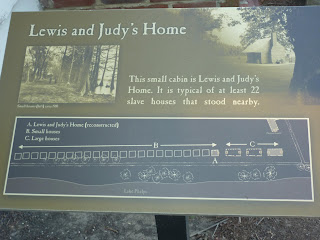 Lewis and Judy's Home
This small cabin is Lewis and Judy's
Home. It is typical of at least 22
slave houses that stood nearby.
A. Lewis and Judy's Home (reconstructed)
B. Small houses
C. Large houses
B
C
A